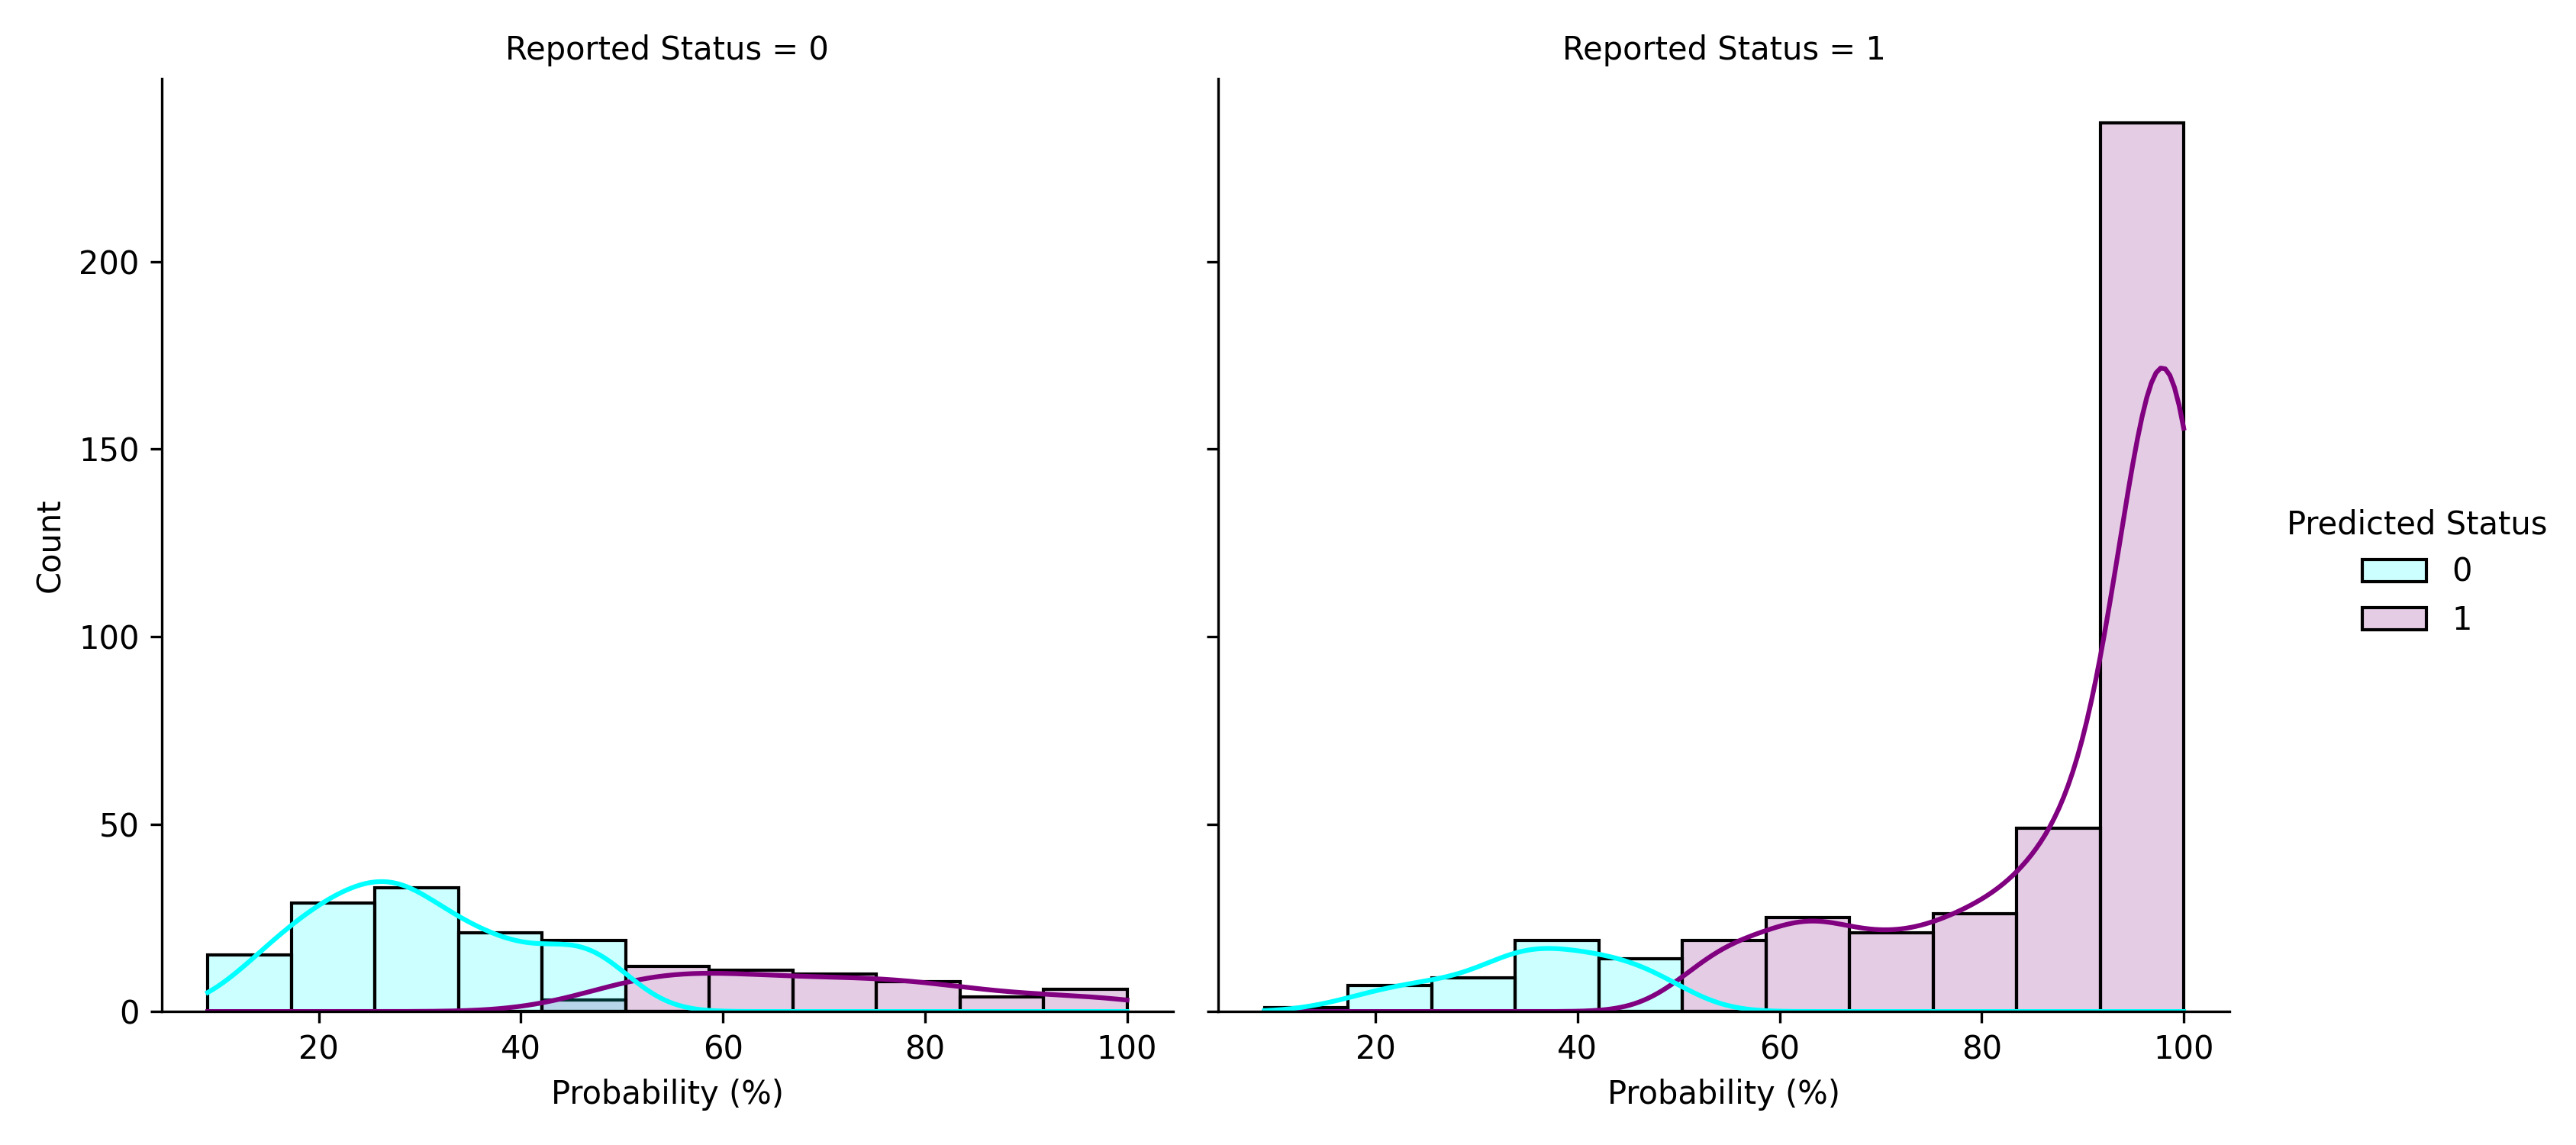 Reported Status = 0
Reported Status = 1
200
150
100
50
0
Count
20 40 60 80 100
20 40 60 80 100
Probability (%)
Probability (%)
Predicted Status
0
1